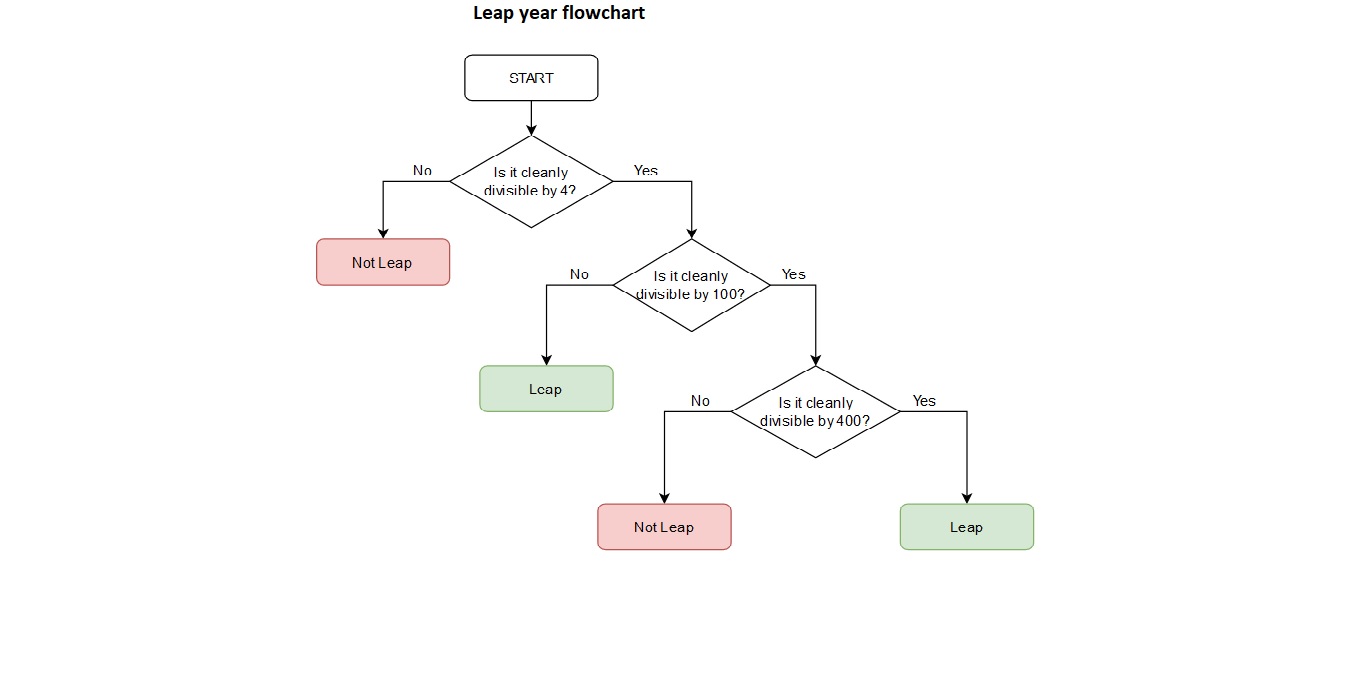 Leap year flowchart
START
No
Is it cleanly
divisible by 4?
Yes
Not Leap
No
Is it cleanly
divisible by 100?
Yes
Leap
No
Is it cleanly
divisible by 400?
Yes
Not Leap
Leap